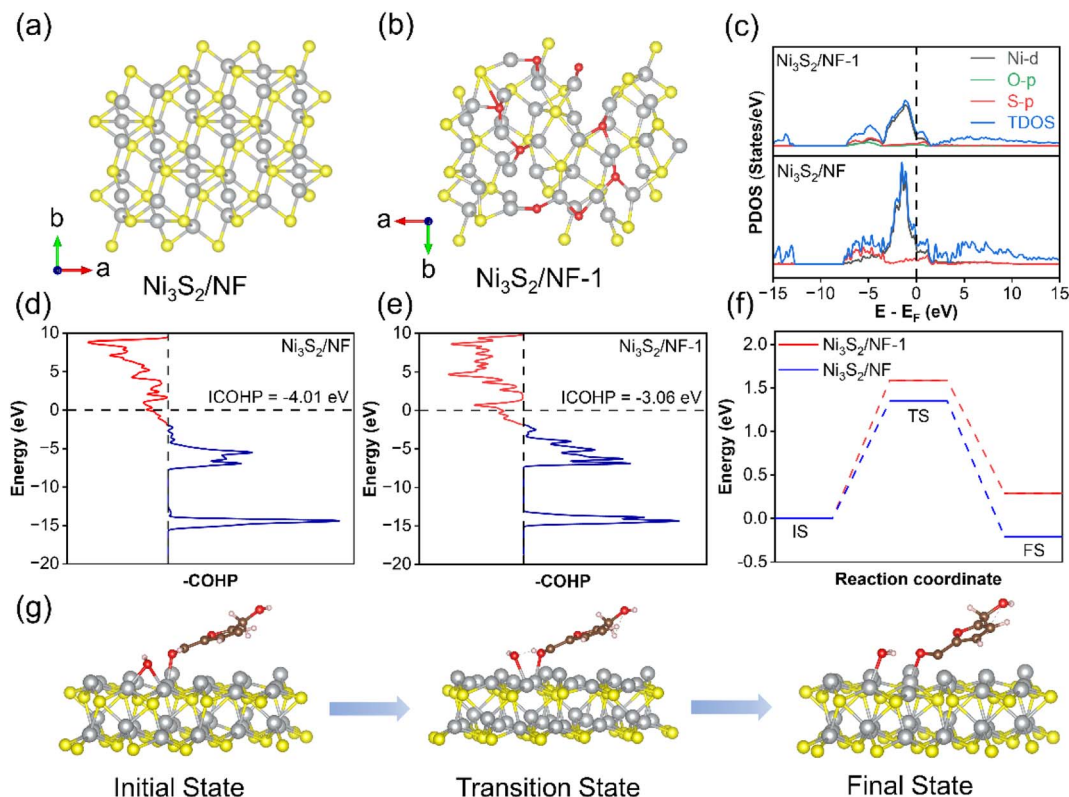 (a)
b
a
Ni₃S₂/NF
(b)
a
b
Ni₃S₂/NF-1
(c)
Ni₃S₂/NF-1
Ni-d
O-p
S-p
TDOS
Ni₃S₂/NF
PDOS (States/eV)
−15 −10 −5 0 5 10 15
E - E_F (eV)
(d)
Ni₃S₂/NF
ICOHP = -4.01 eV
Energy (eV)
10
5
0
−5
−10
−15
−20
-COHP
(e)
Ni₃S₂/NF-1
ICOHP = -3.06 eV
Energy (eV)
10
5
0
−5
−10
−15
−20
-COHP
(f)
Ni₃S₂/NF-1
Ni₃S₂/NF
Energy (eV)
2.0
1.5
1.0
0.5
0.0
-0.5
IS
TS
FS
Reaction coordinate
(g)
Initial State
Transition State
Final State